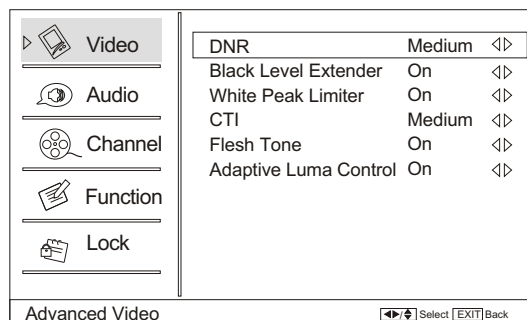 Video
Audio
Channel
Function
Lock
DNR Medium
Black Level Extender On
White Peak Limiter On
CTI Medium
Flesh Tone On
Adaptive Luma Control On
Advanced Video
Select EXIT Back